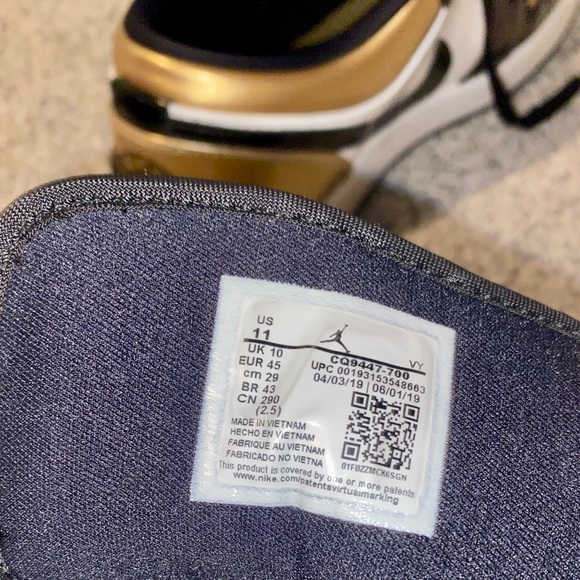 US
11
UK 10
EUR 45
cm 29
BR 43
CN 290
(2.5)
VY
CQ9447-700
UPC 00193153548663
04/03/19 06/01/19
01FBZZMCK6SGN
MADE IN VIETNAM
HECHO EN VIETNAM
FABRIQUE AU VIETNAM
FABRICADO NO VIETNA
This product is covered by one or more patents
www.nike.com/patentsvirtualmarking